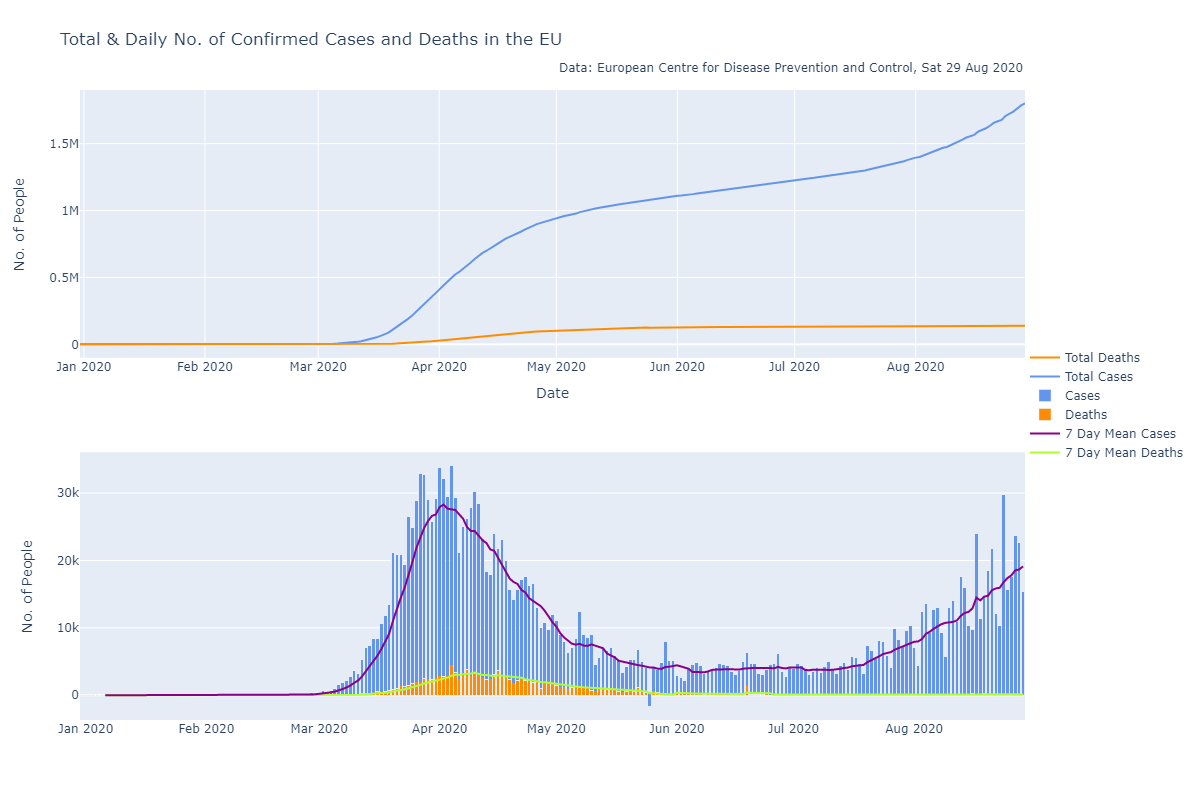 Total & Daily No. of Confirmed Cases and Deaths in the EU
Data: European Centre for Disease Prevention and Control, Sat 29 Aug 2020
No. of People
1.5M
1M
0.5M
0
Jan 2020 Feb 2020 Mar 2020 Apr 2020 May 2020 Jun 2020 Jul 2020 Aug 2020
Date
Total Deaths
Total Cases
Cases
Deaths
7 Day Mean Cases
7 Day Mean Deaths
No. of People
30k
20k
10k
0
Jan 2020 Feb 2020 Mar 2020 Apr 2020 May 2020 Jun 2020 Jul 2020 Aug 2020